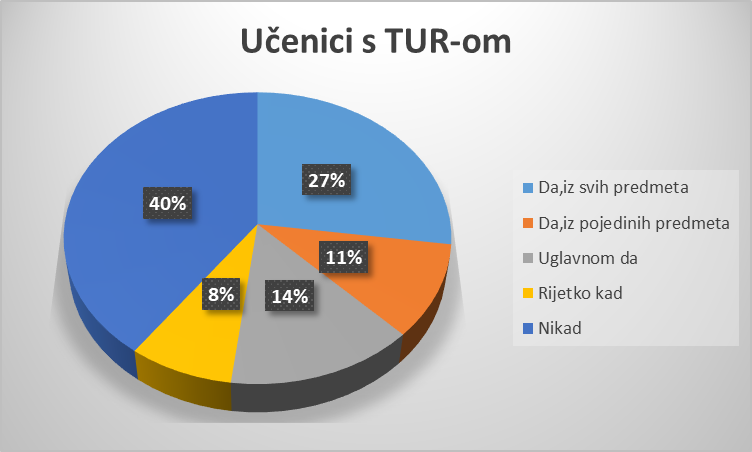 Učenici s TUR-om
27%
11%
14%
8%
40%
Da,iz svih predmeta
Da,iz pojedinih predmeta
Uglavnom da
Rijetko kad
Nikad